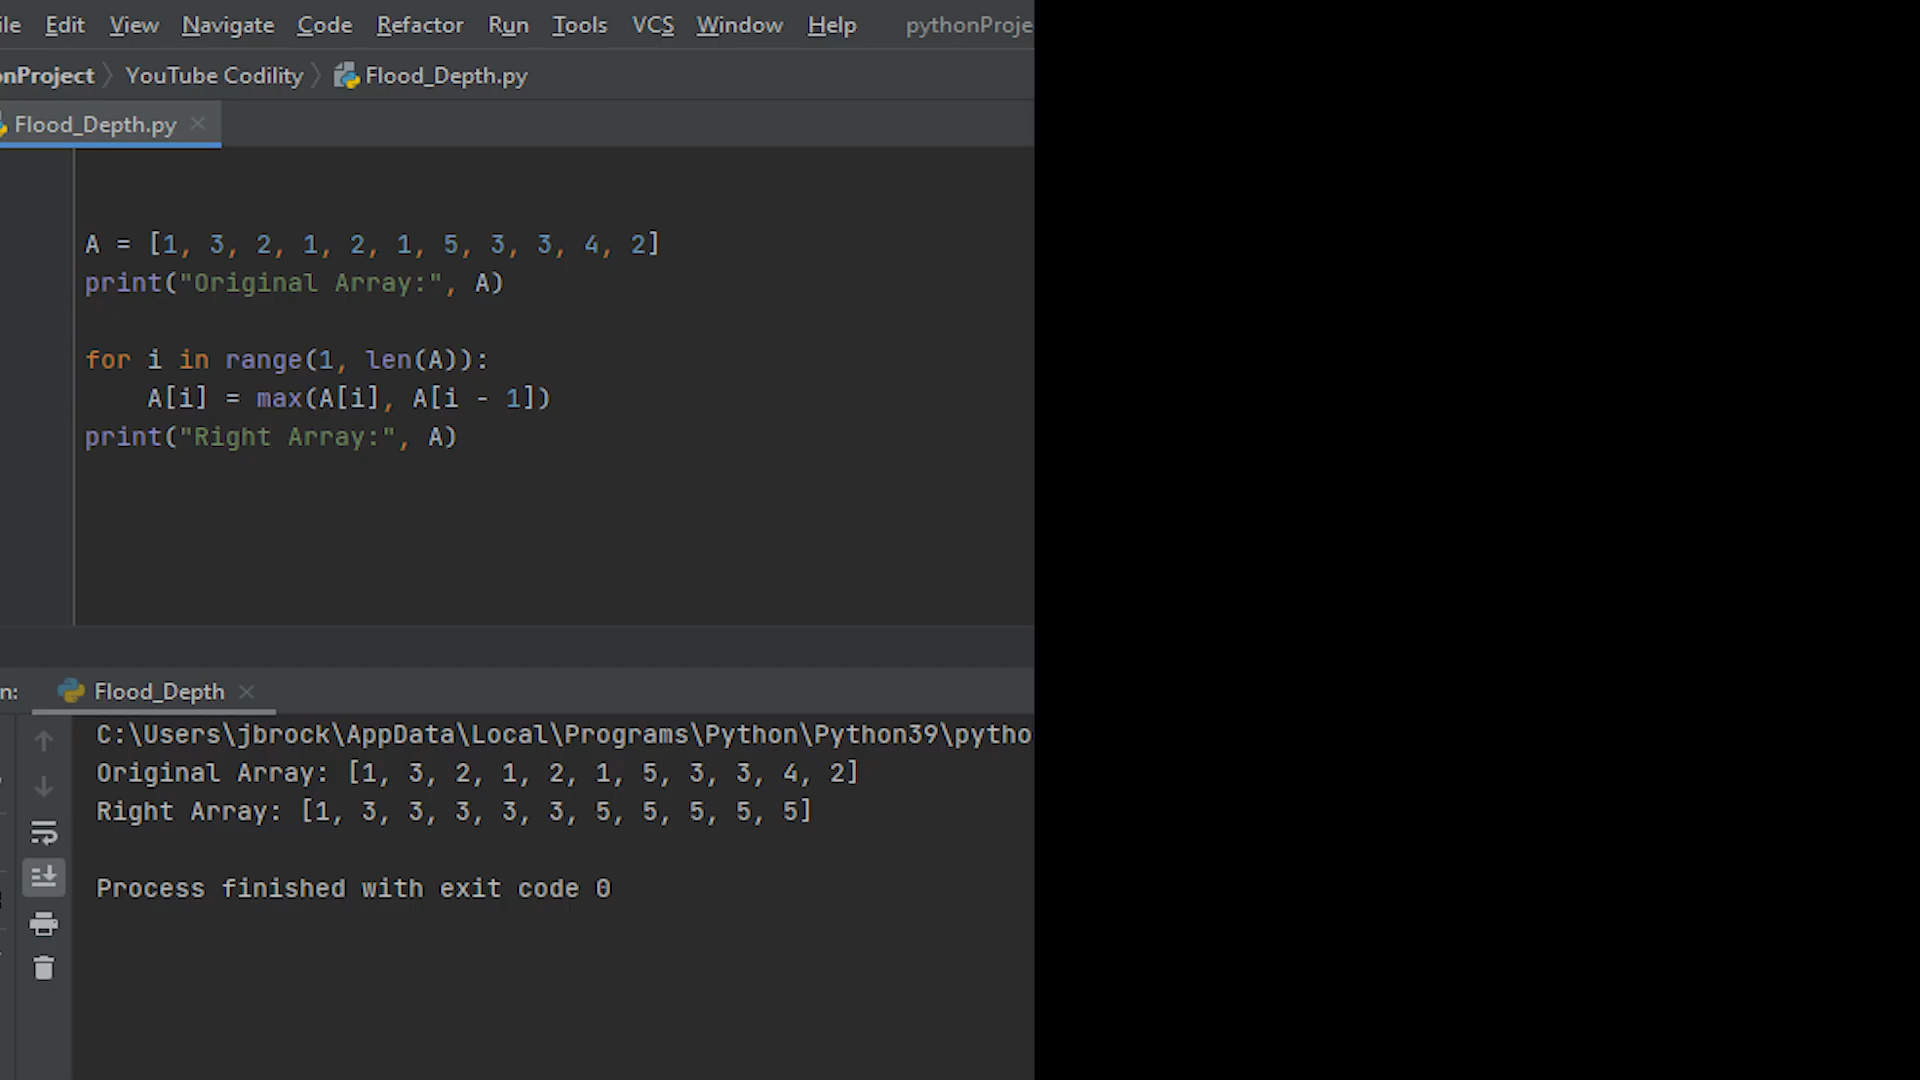 ile Edit View Navigate Code Refactor Run Tools VCS Window Help pythonProje
onProject YouTube Codility Flood_Depth.py
Flood_Depth.py
A = [1, 3, 2, 1, 2, 1, 5, 3, 3, 4, 2]
print("Original Array:", A)
for i in range(1, len(A)):
    A[i] = max(A[i], A[i - 1])
print("Right Array:", A)
n: Flood_Depth
C:\Users\jbrock\AppData\Local\Programs\Python\Python39\pytho
Original Array: [1, 3, 2, 1, 2, 1, 5, 3, 3, 4, 2]
Right Array: [1, 3, 3, 3, 3, 3, 5, 5, 5, 5, 5]
Process finished with exit code 0